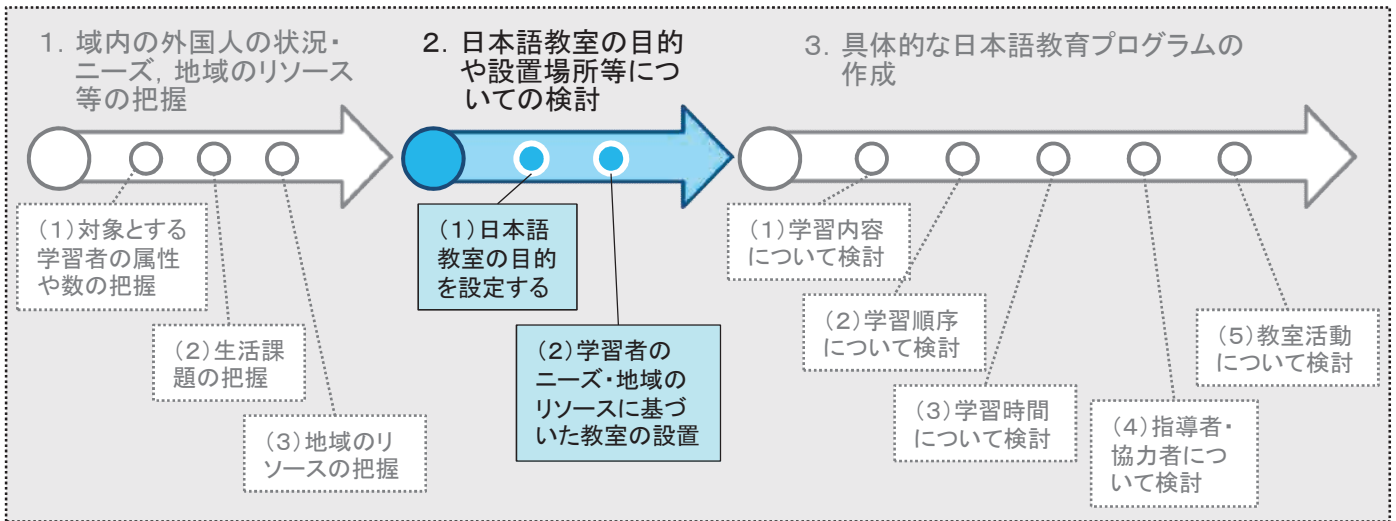 1．域内の外国人の状況・
ニーズ，地域のリソース
等の把握
2．日本語教室の目的
や設置場所等につ
いての検討
3．具体的な日本語教育プログラムの
作成
（1）対象とする
学習者の属性
や数の把握
（2）生活課
題の把握
（3）地域のリ
ソースの把握
（1）日本語
教室の目的
を設定する
（2）学習者の
ニーズ・地域の
リソースに基づ
いた教室の設置
（1）学習内容
について検討
（2）学習順序
について検討
（3）学習時間
について検討
（4）指導者・
協力者につ
いて検討
（5）教室活動
について検討